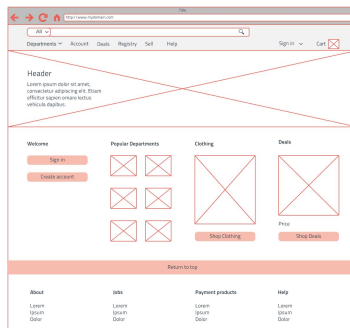 Title
http://www.mydomain.com
All
Departments Account Deals Registry Sell Help Sign in Cart
Header
Lorem ipsum dolor sit amet,
consectetur adipiscing elit. Etiam
efficitur sapien ornare lectus
vehicula dapibus.
Welcome Popular Departments Clothing Deals
Sign in
Create account
Price
Shop Clothing Shop Deals
Return to top
About Jobs Payment products Help
Lorem Lorem Lorem Lorem
Ipsum Ipsum Ipsum Ipsum
Dolor Dolor Dolor Dolor